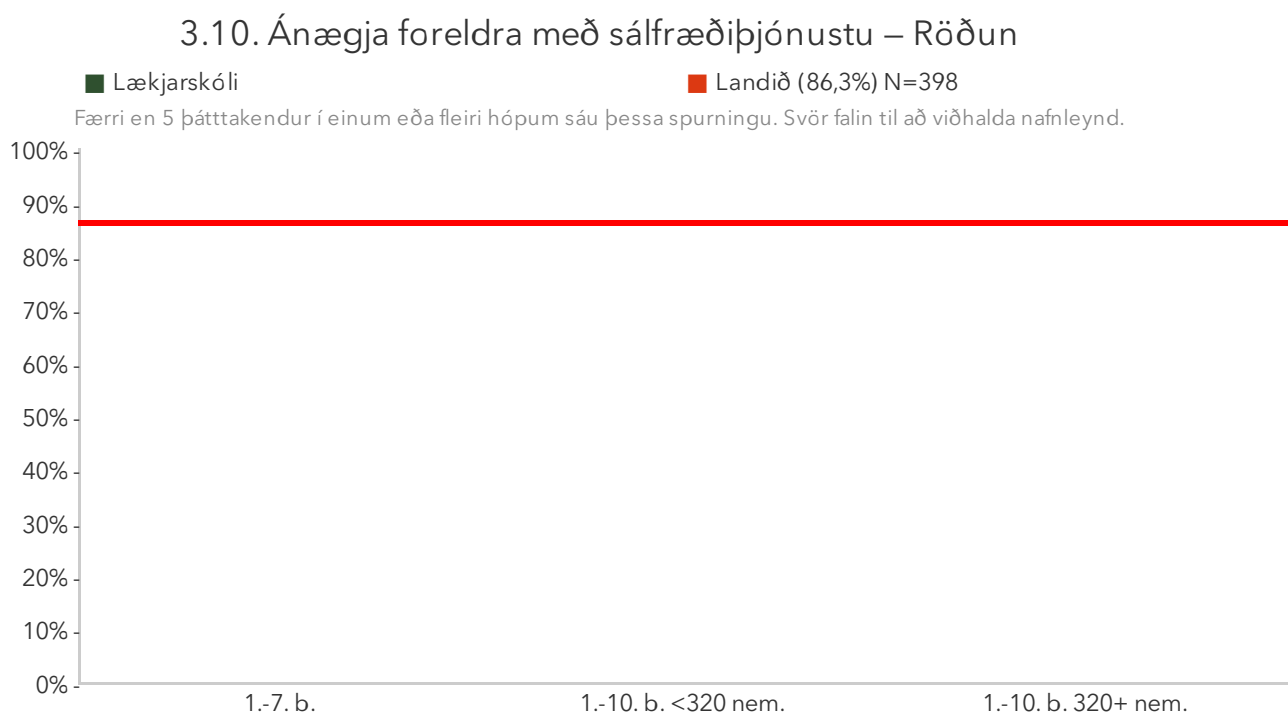 3.10. Ánægja foreldra með sálfræðiþjónustu – Röðun
Lækjarskóli
Landið (86,3%) N=398
Færri en 5 þátttakendur í einum eða fleiri hópum sáu þessa spurningu. Svör falin til að viðhalda nafnleynd.
100%
90%
80%
70%
60%
50%
40%
30%
20%
10%
0%
1.-7. b.
1.-10. b. <320 nem.
1.-10. b. 320+ nem.